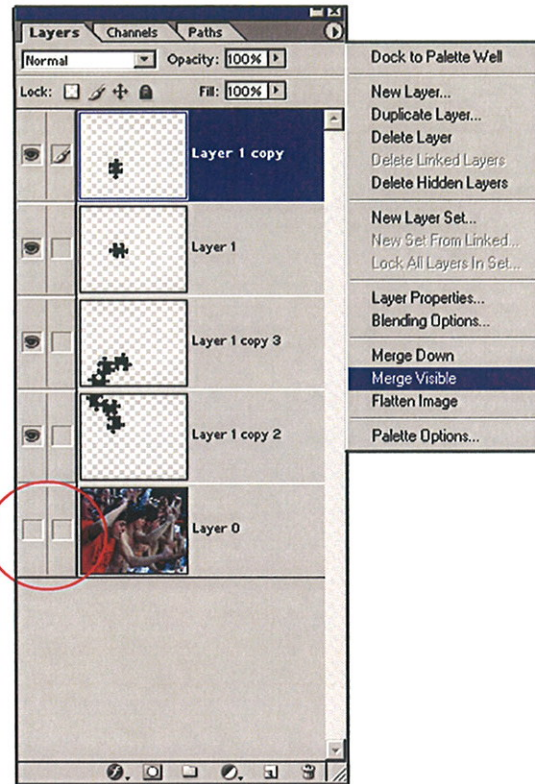 Layers Channels Paths
Normal Opacity: 100%
Lock: Fill: 100%
Layer 1 copy
Layer 1
Layer 1 copy 3
Layer 1 copy 2
Layer 0
Dock to Palette Well
New Layer...
Duplicate Layer...
Delete Layer
Delete Linked Layers
Delete Hidden Layers
New Layer Set...
New Set From Linked...
Lock All Layers In Set...
Layer Properties...
Blending Options...
Merge Down
Merge Visible
Flatten Image
Palette Options...